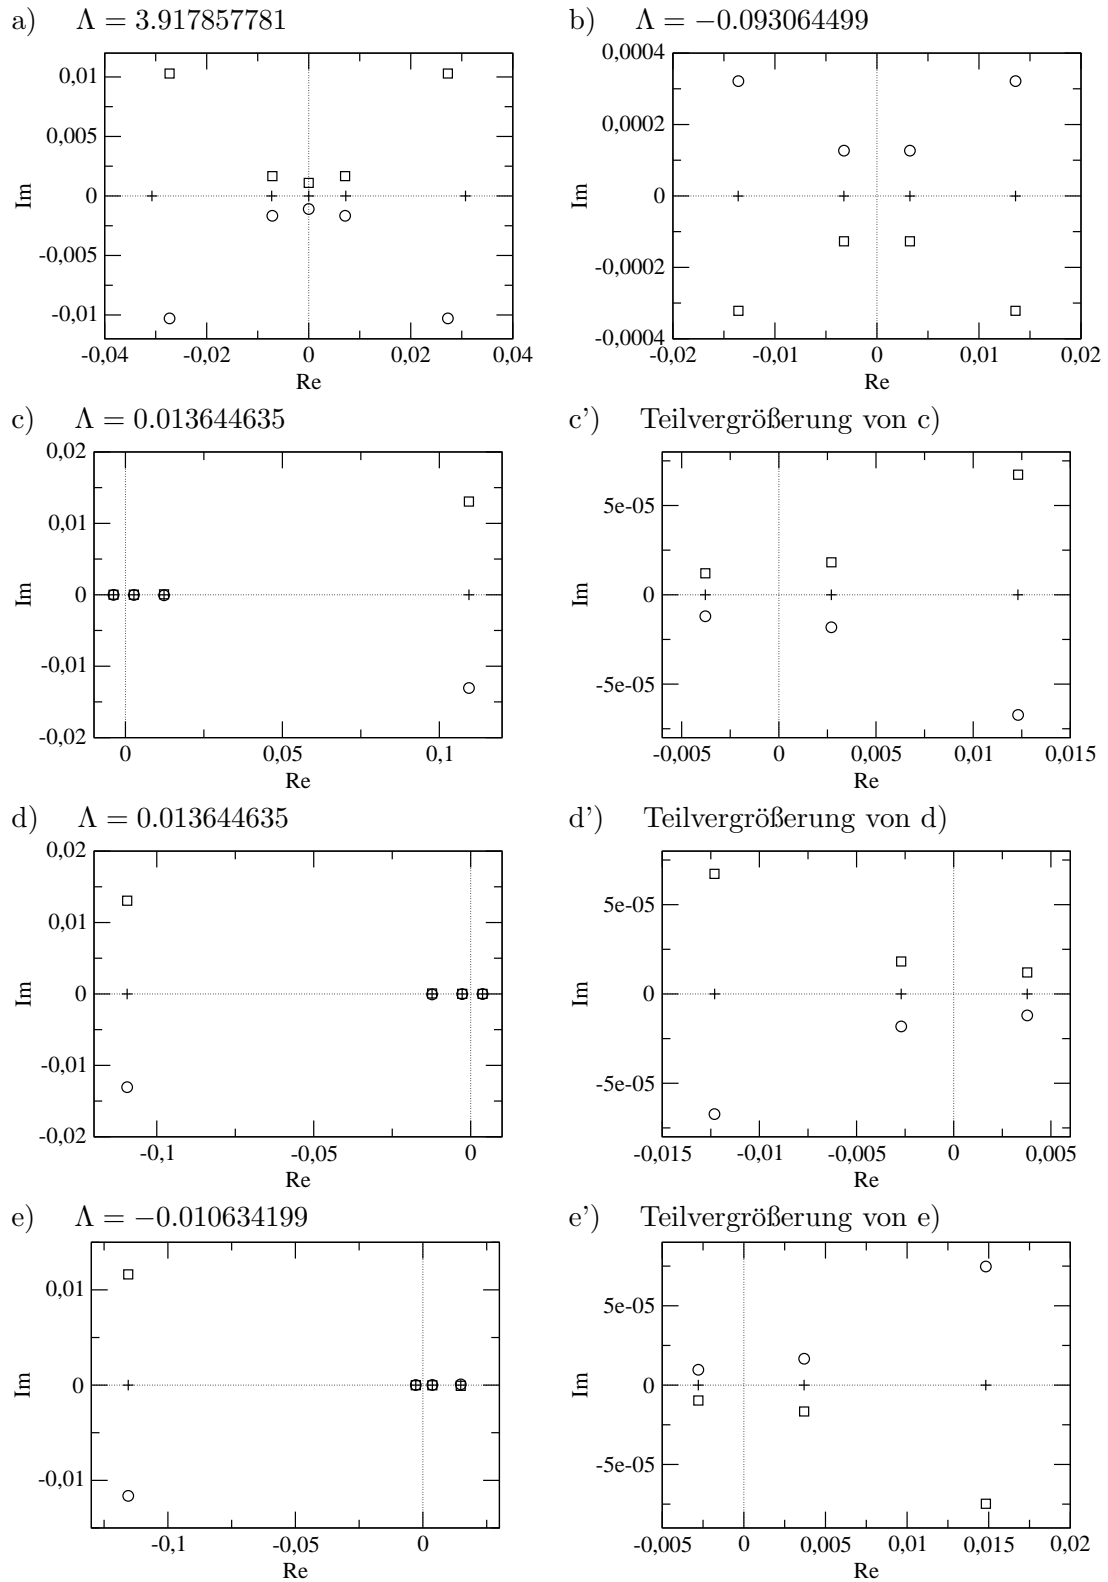 a) Λ = 3.917857781
b) Λ = −0.093064499
0,01
0,005
0
-0,005
-0,01
Im
-0,04 -0,02 0 0,02 0,04
Re
0,0004
0,0002
0
-0,0002
-0,0004
Im
-0,02 -0,01 0 0,01 0,02
Re
c) Λ = 0.013644635
c') Teilvergrößerung von c)
0,02
0,01
0
-0,01
-0,02
Im
0 0,05 0,1
Re
5e-05
0
-5e-05
Im
-0,005 0 0,005 0,01 0,015
Re
d) Λ = 0.013644635
d') Teilvergrößerung von d)
0,02
0,01
0
-0,01
-0,02
Im
-0,1 -0,05 0
Re
5e-05
0
-5e-05
Im
-0,015 -0,01 -0,005 0 0,005
Re
e) Λ = −0.010634199
e') Teilvergrößerung von e)
0,01
0
-0,01
Im
-0,1 -0,05 0
Re
5e-05
0
-5e-05
Im
-0,005 0 0,005 0,01 0,015 0,02
Re